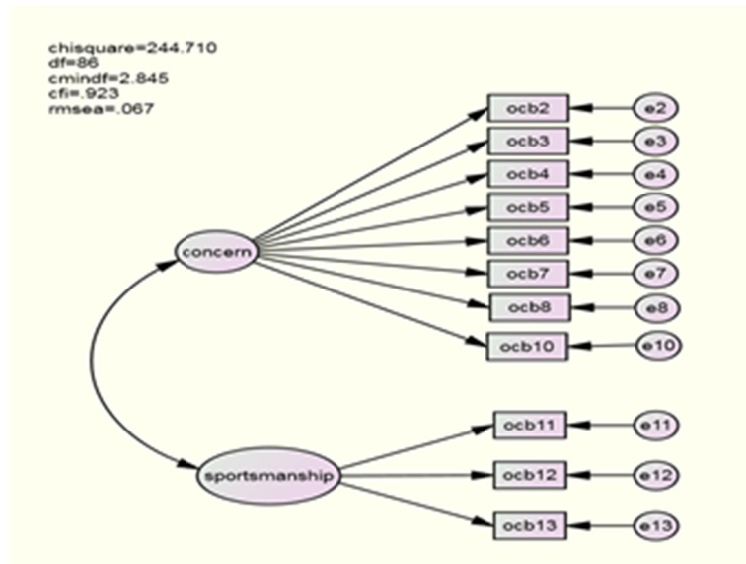 chisquare=244.710
df=86
cmindf=2.845
cfi=.923
rmsea=.067
ocb2 e2
ocb3 e3
ocb4 e4
ocb5 e5
ocb6 e6
concern
ocb7 e7
ocb8 e8
ocb10 e10
ocb11 e11
sportsmanship
ocb12 e12
ocb13 e13